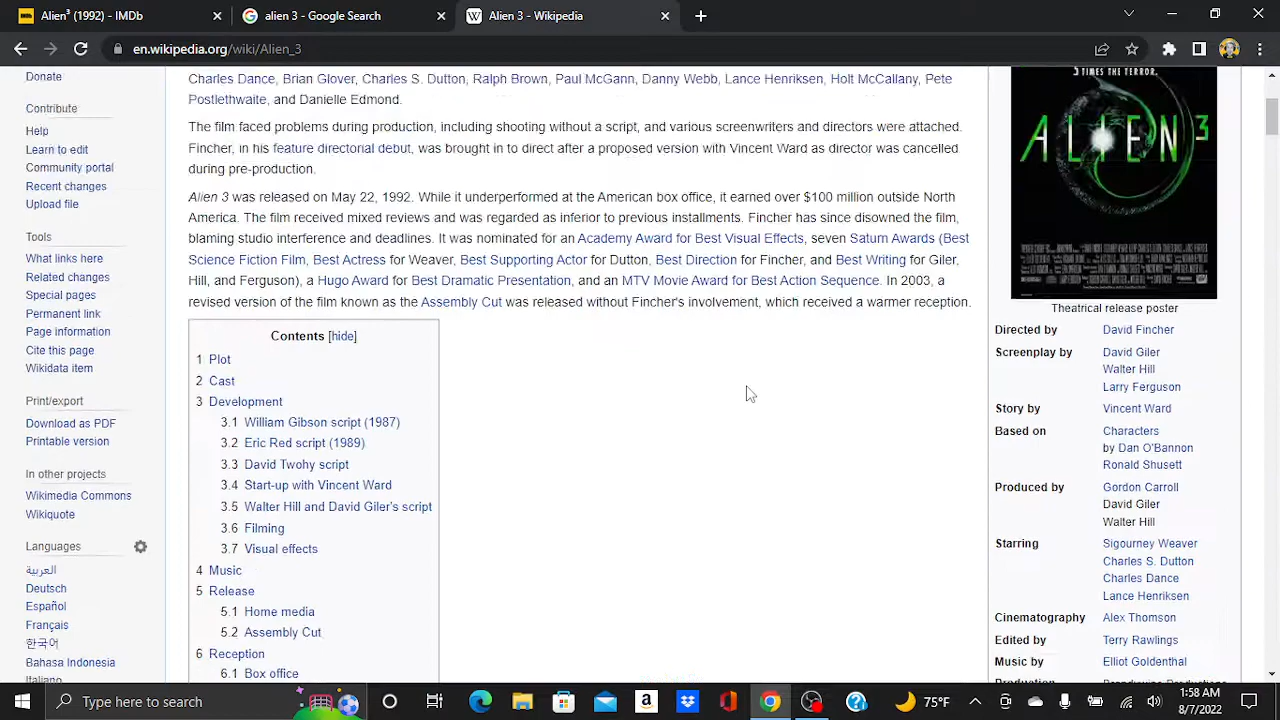 Alien³ (1992) - IMDb
alien 3 - Google Search
Alien 3 - Wikipedia
en.wikipedia.org/wiki/Alien_3
Donate
Contribute
Help
Learn to edit
Community portal
Recent changes
Upload file
Tools
What links here
Related changes
Special pages
Permanent link
Page information
Cite this page
Wikidata item
Print/export
Download as PDF
Printable version
In other projects
Wikimedia Commons
Wikiquote
Languages
العربية
Deutsch
Español
Français
한국어
Bahasa Indonesia
Italiano
Charles Dance, Brian Glover, Charles S. Dutton, Ralph Brown, Paul McGann, Danny Webb, Lance Henriksen, Holt McCallany, Pete
Postlethwaite, and Danielle Edmond.
The film faced problems during production, including shooting without a script, and various screenwriters and directors were attached.
Fincher, in his feature directorial debut, was brought in to direct after a proposed version with Vincent Ward as director was cancelled
during pre-production.
Alien 3 was released on May 22, 1992. While it underperformed at the American box office, it earned over $100 million outside North
America. The film received mixed reviews and was regarded as inferior to previous installments. Fincher has since disowned the film,
blaming studio interference and deadlines. It was nominated for an Academy Award for Best Visual Effects, seven Saturn Awards (Best
Science Fiction Film, Best Actress for Weaver, Best Supporting Actor for Dutton, Best Direction for Fincher, and Best Writing for Giler,
Hill, and Ferguson), a Hugo Award for Best Dramatic Presentation, and an MTV Movie Award for Best Action Sequence. In 2003, a
revised version of the film known as the Assembly Cut was released without Fincher's involvement, which received a warmer reception.
Contents [hide]
1 Plot
2 Cast
3 Development
3.1 William Gibson script (1987)
3.2 Eric Red script (1989)
3.3 David Twohy script
3.4 Start-up with Vincent Ward
3.5 Walter Hill and David Giler's script
3.6 Filming
3.7 Visual effects
4 Music
5 Release
5.1 Home media
5.2 Assembly Cut
6 Reception
6.1 Box office
3 TIMES THE TERROR.
ALIEN 3
Theatrical release poster
Directed by David Fincher
Screenplay by David Giler
Walter Hill
Larry Ferguson
Story by Vincent Ward
Based on Characters
by Dan O'Bannon
Ronald Shusett
Produced by Gordon Carroll
David Giler
Walter Hill
Starring Sigourney Weaver
Charles S. Dutton
Charles Dance
Lance Henriksen
Cinematography Alex Thomson
Edited by Terry Rawlings
Music by Elliot Goldenthal
Production Brandywine Productions
Type here to search
75°F
1:58 AM
8/7/2022